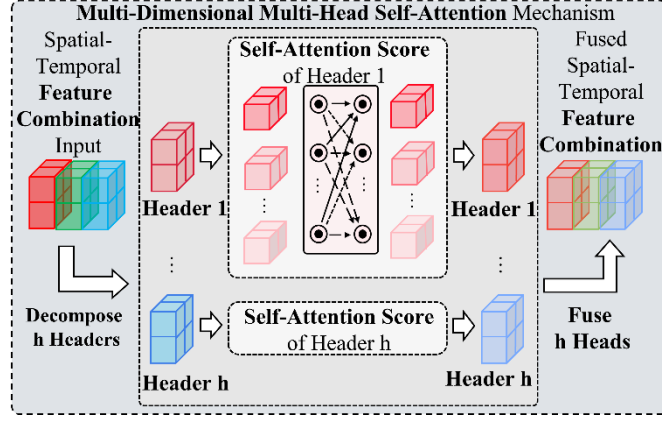 Multi-Dimensional Multi-Head Self-Attention Mechanism
Spatial-
Temporal
Feature
Combination
Input
Decompose
h Headers
Header 1
...
Header h
Self-Attention Score
of Header 1
...
...
...
Self-Attention Score
of Header h
Header 1
...
Header h
Fused
Spatial-
Temporal
Feature
Combination
Fuse
h Heads